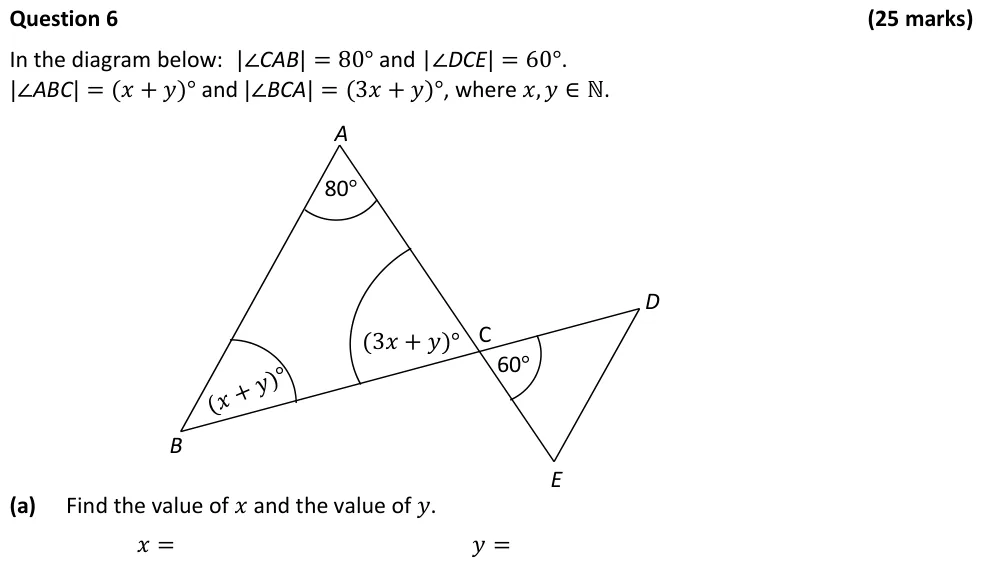 Question 6 (25 marks)
In the diagram below: |∠CAB| = 80° and |∠DCE| = 60°.
|∠ABC| = (x + y)° and |∠BCA| = (3x + y)°, where x, y ∈ ℕ.
A
80°
D
(3x + y)° C
60°
(x + y)°
B
E
(a) Find the value of x and the value of y.
x = y =